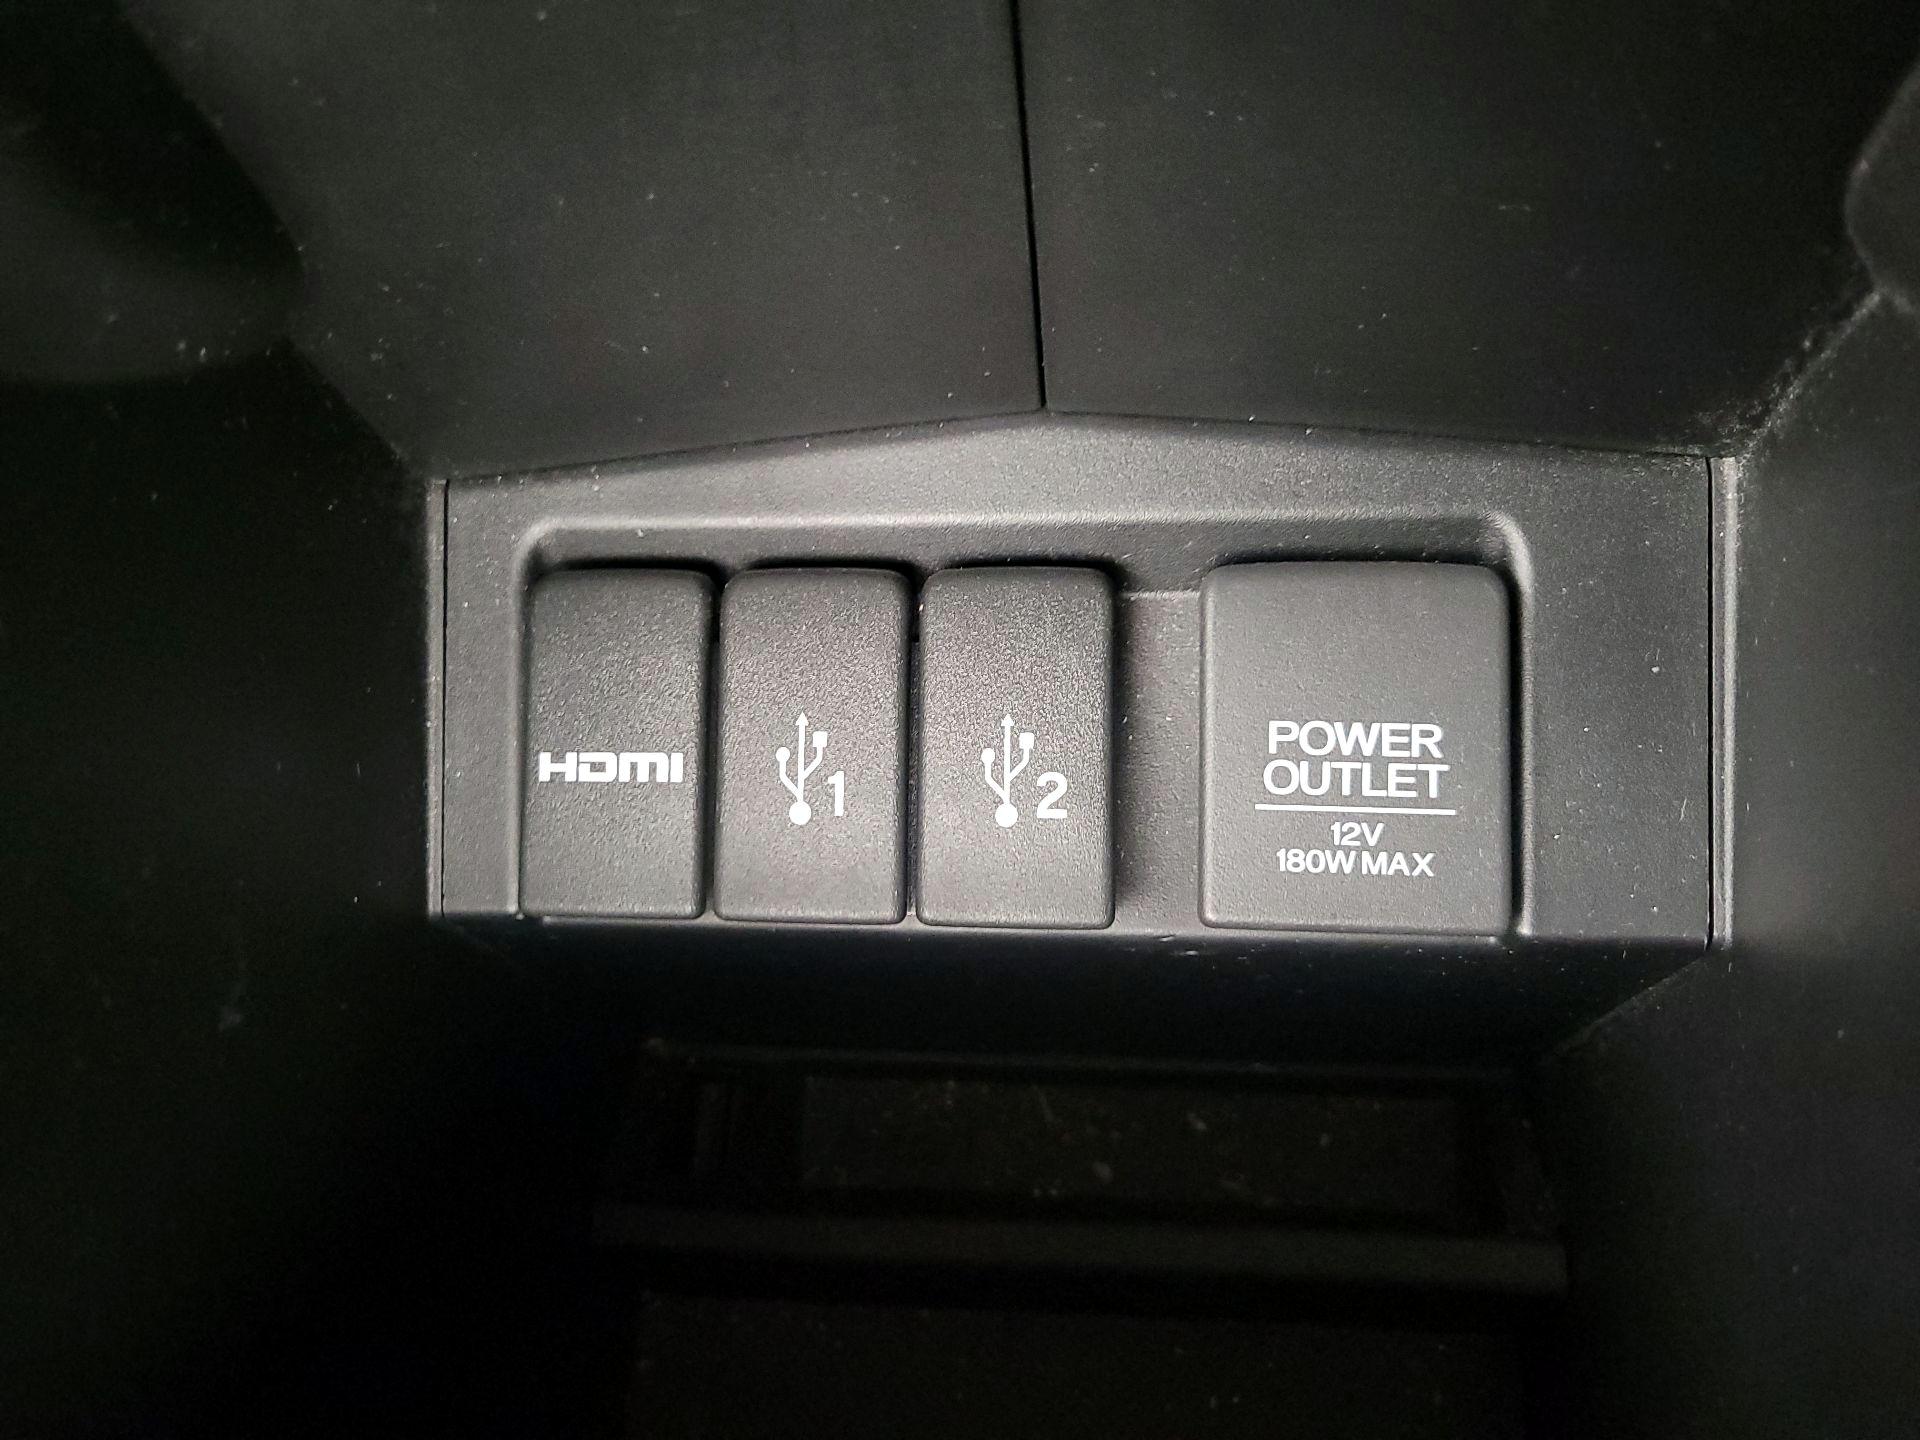 HDMI
1
2
POWER
OUTLET
12V
180W MAX